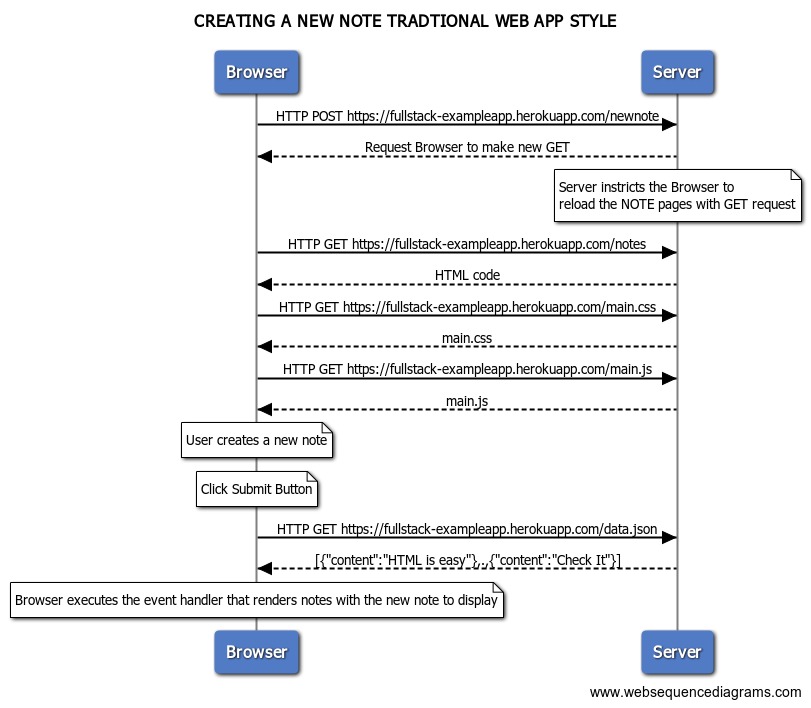 CREATING A NEW NOTE TRADTIONAL WEB APP STYLE
Browser
Server
HTTP POST https://fullstack-exampleapp.herokuapp.com/newnote
Request Browser to make new GET
Server instricts the Browser to
reload the NOTE pages with GET request
HTTP GET https://fullstack-exampleapp.herokuapp.com/notes
HTML code
HTTP GET https://fullstack-exampleapp.herokuapp.com/main.css
main.css
HTTP GET https://fullstack-exampleapp.herokuapp.com/main.js
main.js
User creates a new note
Click Submit Button
HTTP GET https://fullstack-exampleapp.herokuapp.com/data.json
[{"content":"HTML is easy"},..,{"content":"Check It"}]
Browser executes the event handler that renders notes with the new note to display
Browser
Server
www.websequencediagrams.com